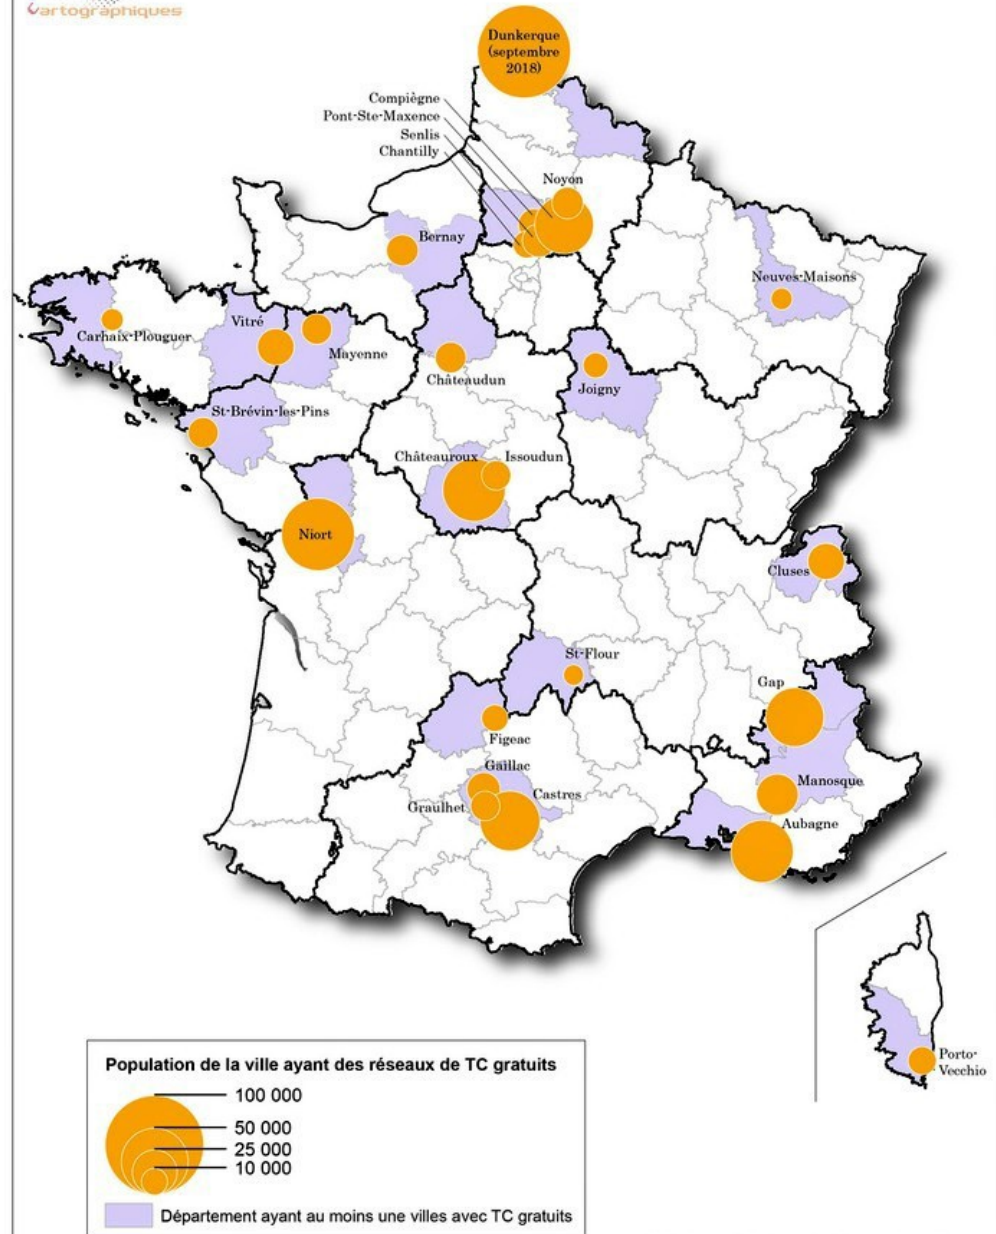 cartographiques
Dunkerque
(septembre
2018)
Compiègne
Pont-Ste-Maxence
Senlis
Chantilly
Noyon
Bernay
Neuves-Maisons
Carhaix-Plouguer
Vitré
Mayenne
Châteaudun
Joigny
St-Brévin-les-Pins
Châteauroux
Issoudun
Niort
Cluses
St-Flour
Gap
Figeac
Gaillac
Manosque
Graulhet
Castres
Aubagne
Porto-
Vecchio
Population de la ville ayant des réseaux de TC gratuits
100 000
50 000
25 000
10 000
Département ayant au moins une villes avec TC gratuits